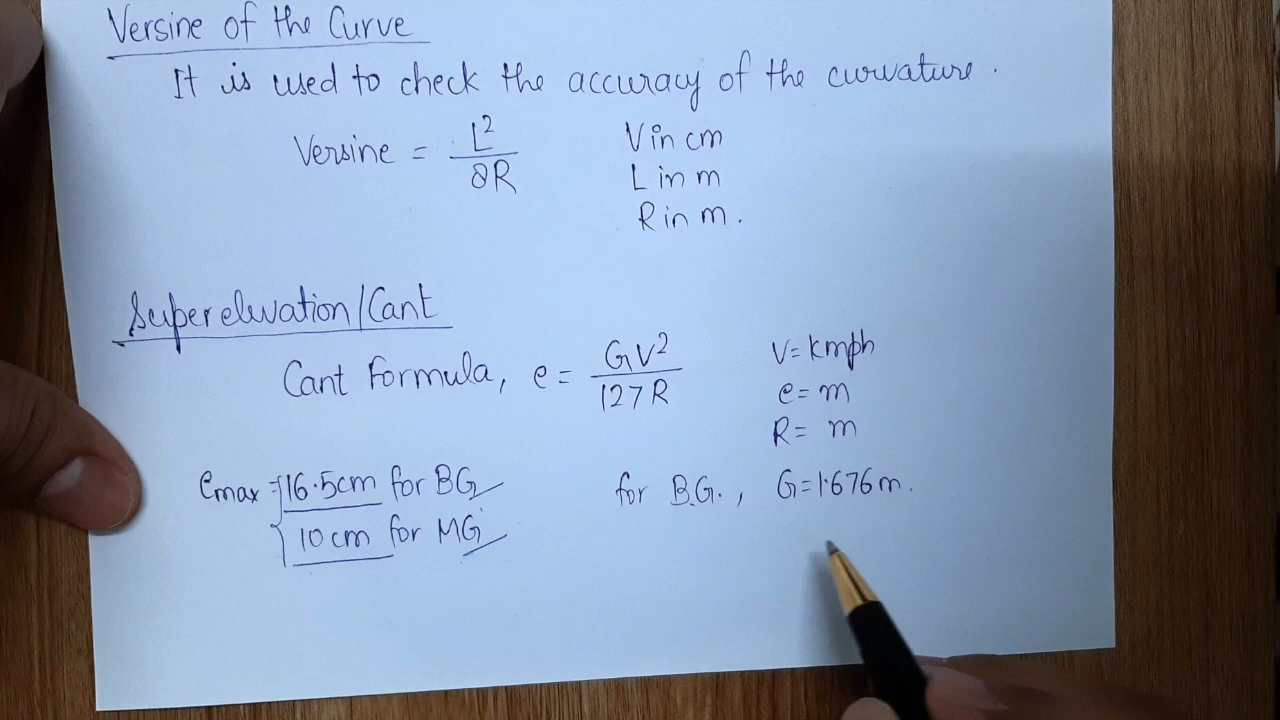 Versine of the Curve
It is used to check the accuracy of the curvature.
Versine = L²/8R
V in cm
L in m
R in m.
Superelevation/Cant
Cant Formula, e = GV²/127R
V = kmph
e = m
R = m
emax = { 16.5cm for BG
10 cm for MG
for B.G., G = 1.676 m.